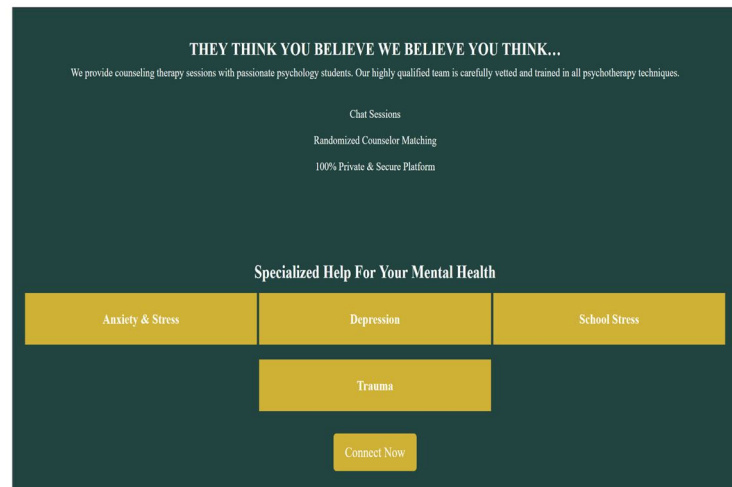 THEY THINK YOU BELIEVE WE BELIEVE YOU THINK...
We provide counseling therapy sessions with passionate psychology students. Our highly qualified team is carefully vetted and trained in all psychotherapy techniques.
Chat Sessions
Randomized Counselor Matching
100% Private & Secure Platform
Specialized Help For Your Mental Health
Anxiety & Stress
Depression
School Stress
Trauma
Connect Now